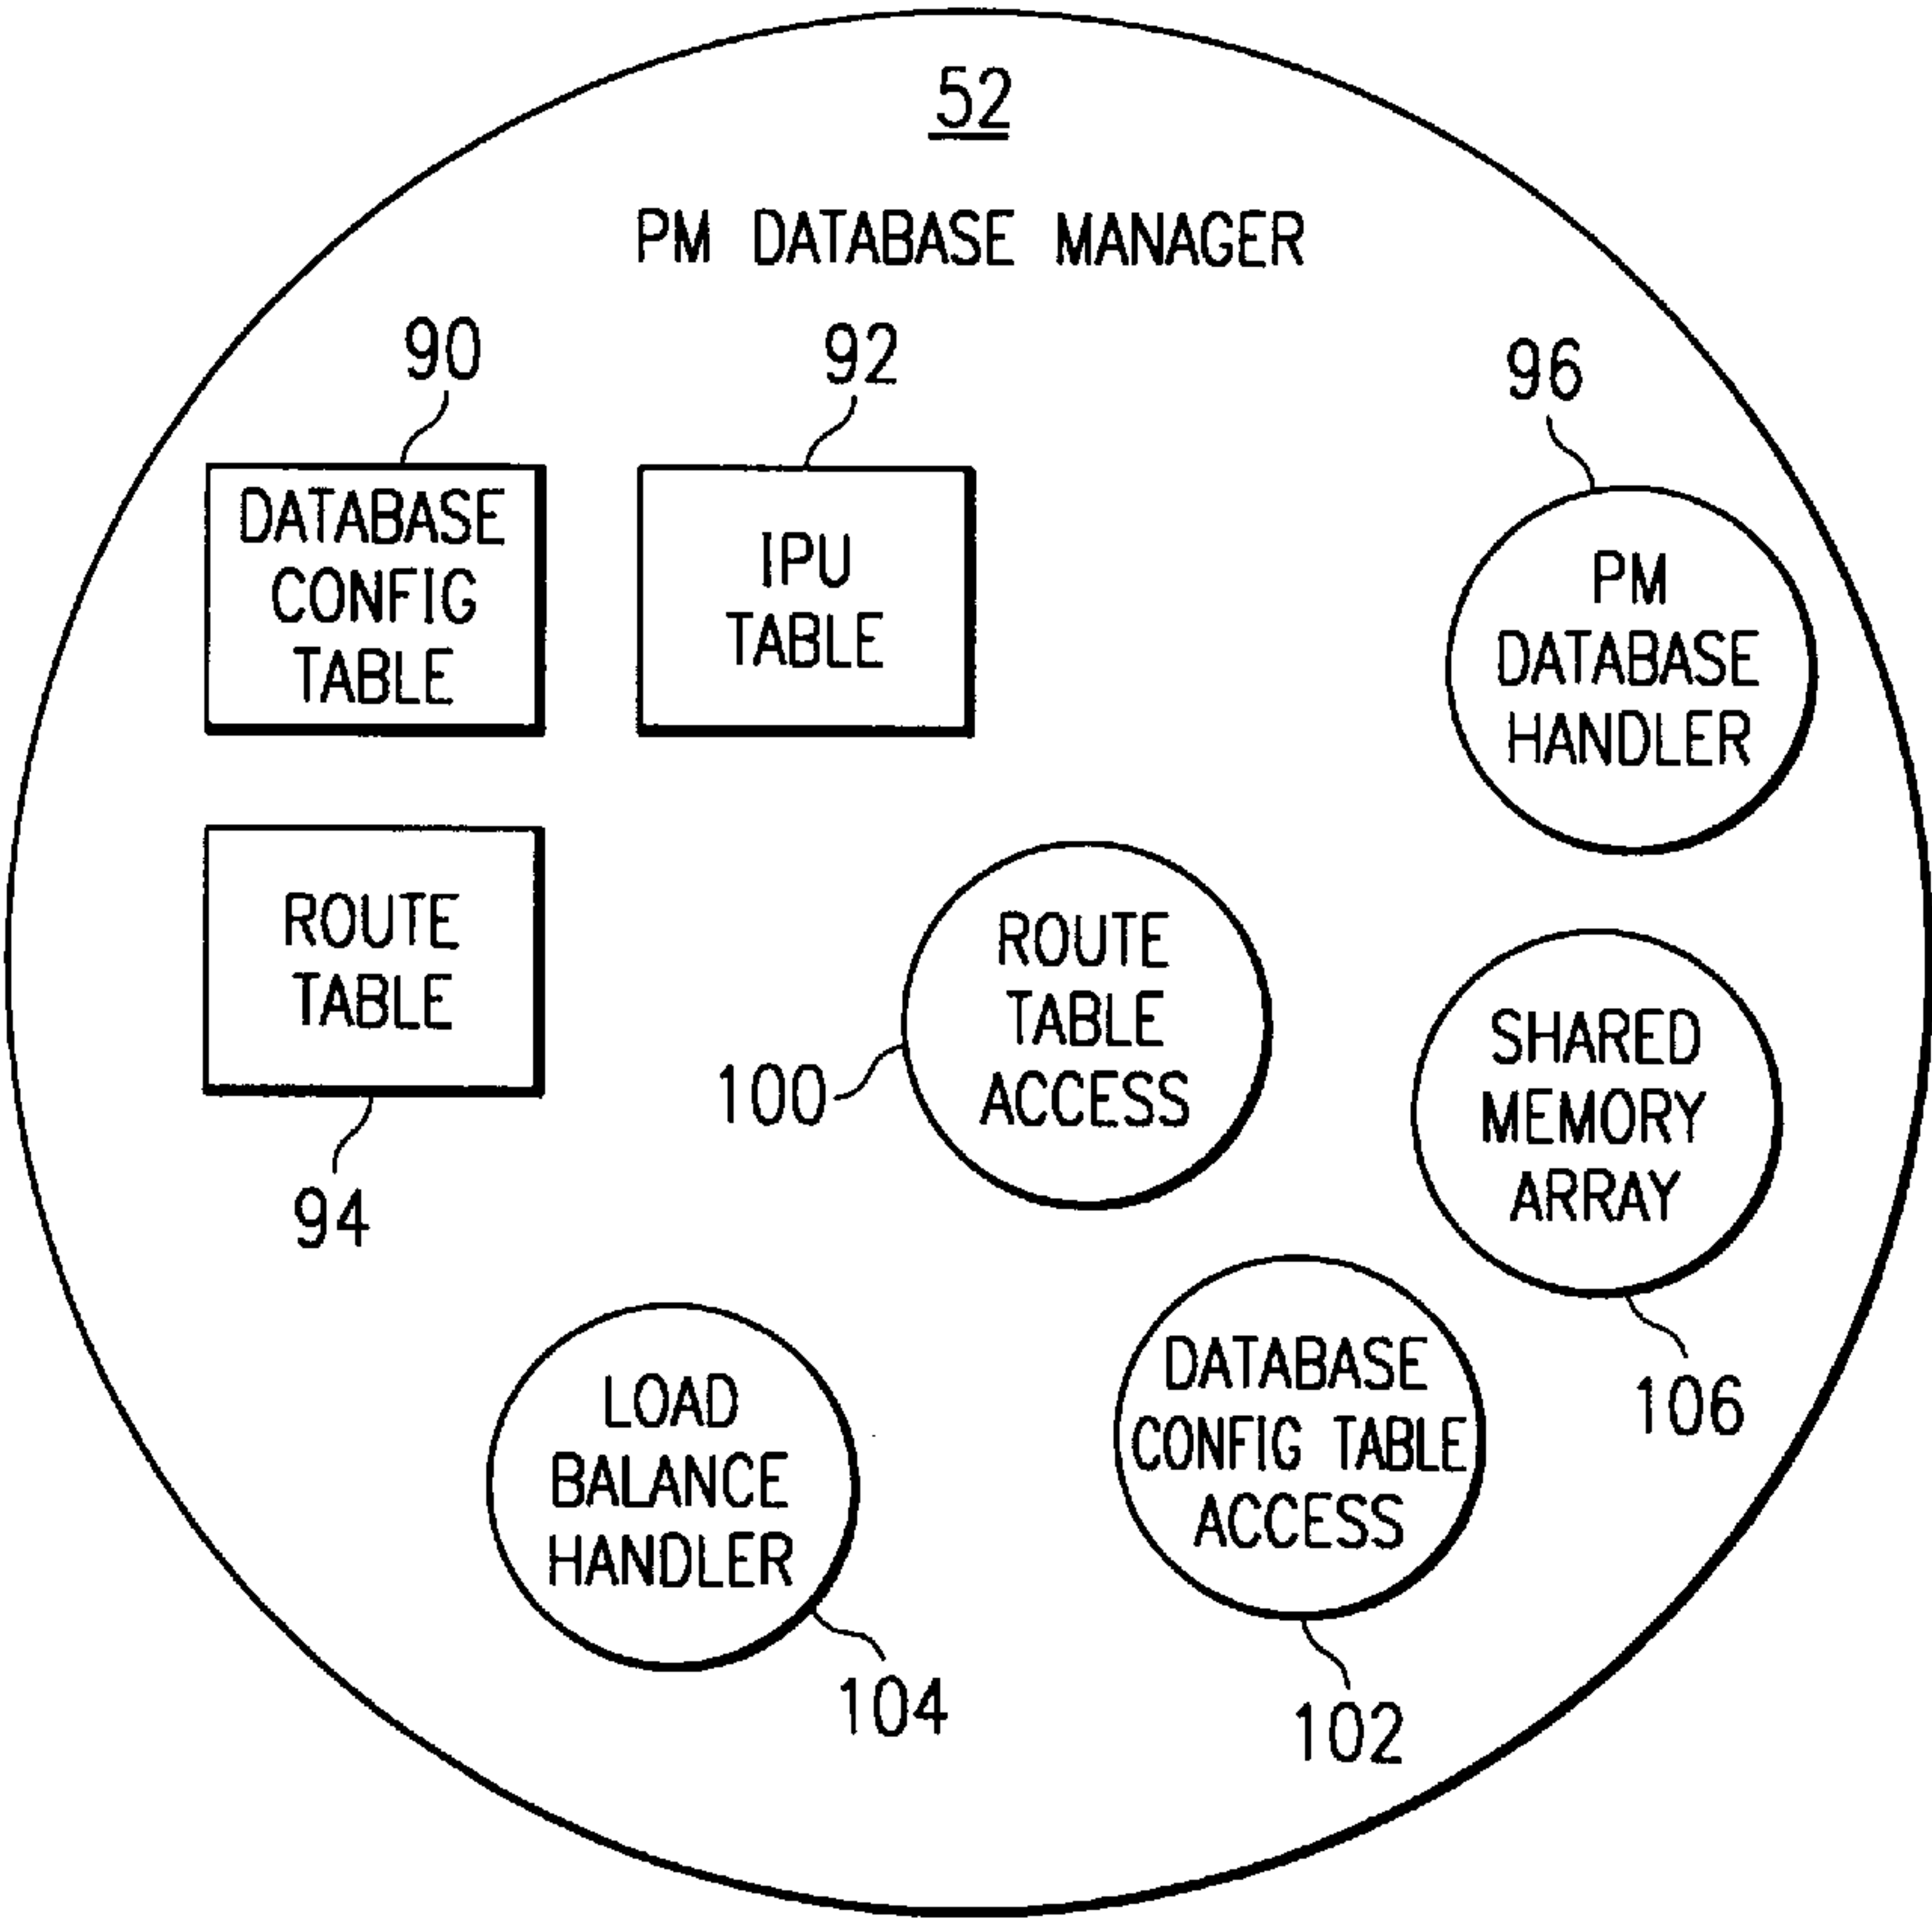 52
PM DATABASE MANAGER
90
92
96
DATABASE
CONFIG
TABLE
IPU
TABLE
PM
DATABASE
HANDLER
ROUTE
TABLE
94
ROUTE
TABLE
ACCESS
100
SHARED
MEMORY
ARRAY
106
LOAD
BALANCE
HANDLER
104
DATABASE
CONFIG TABLE
ACCESS
102